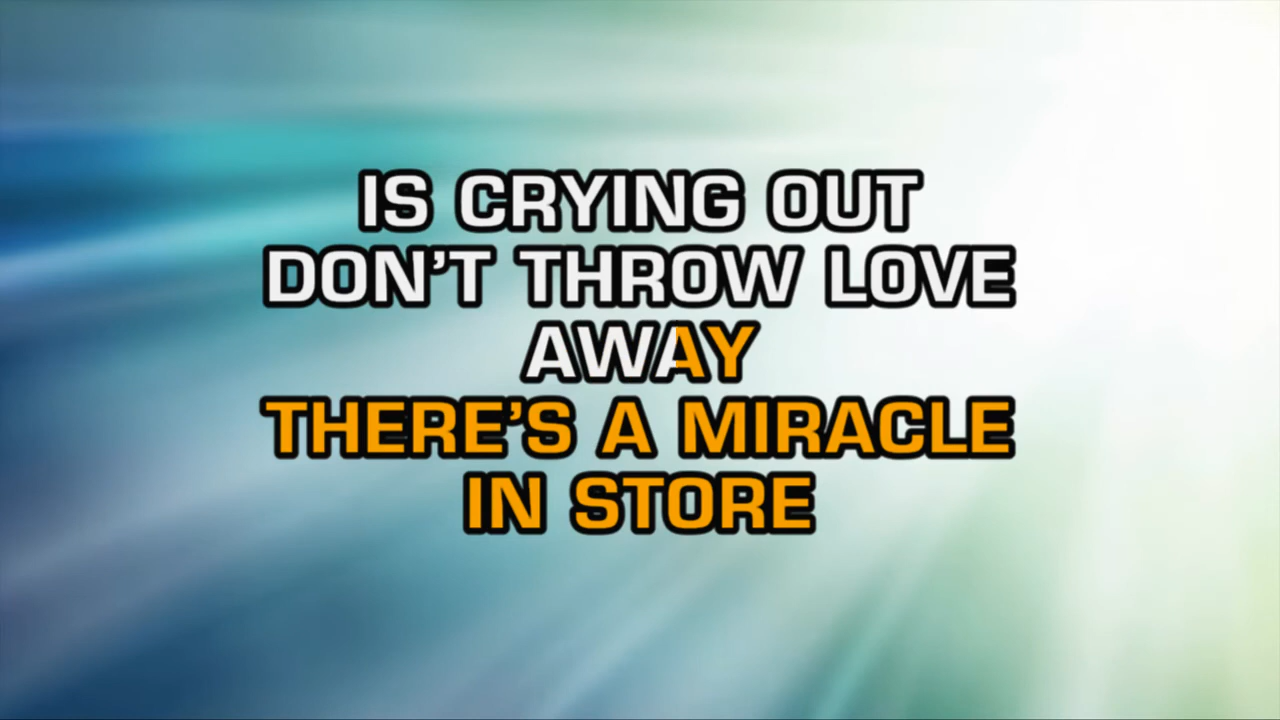 IS CRYING OUT
DON’T THROW LOVE
AWAY
THERE’S A MIRACLE
IN STORE